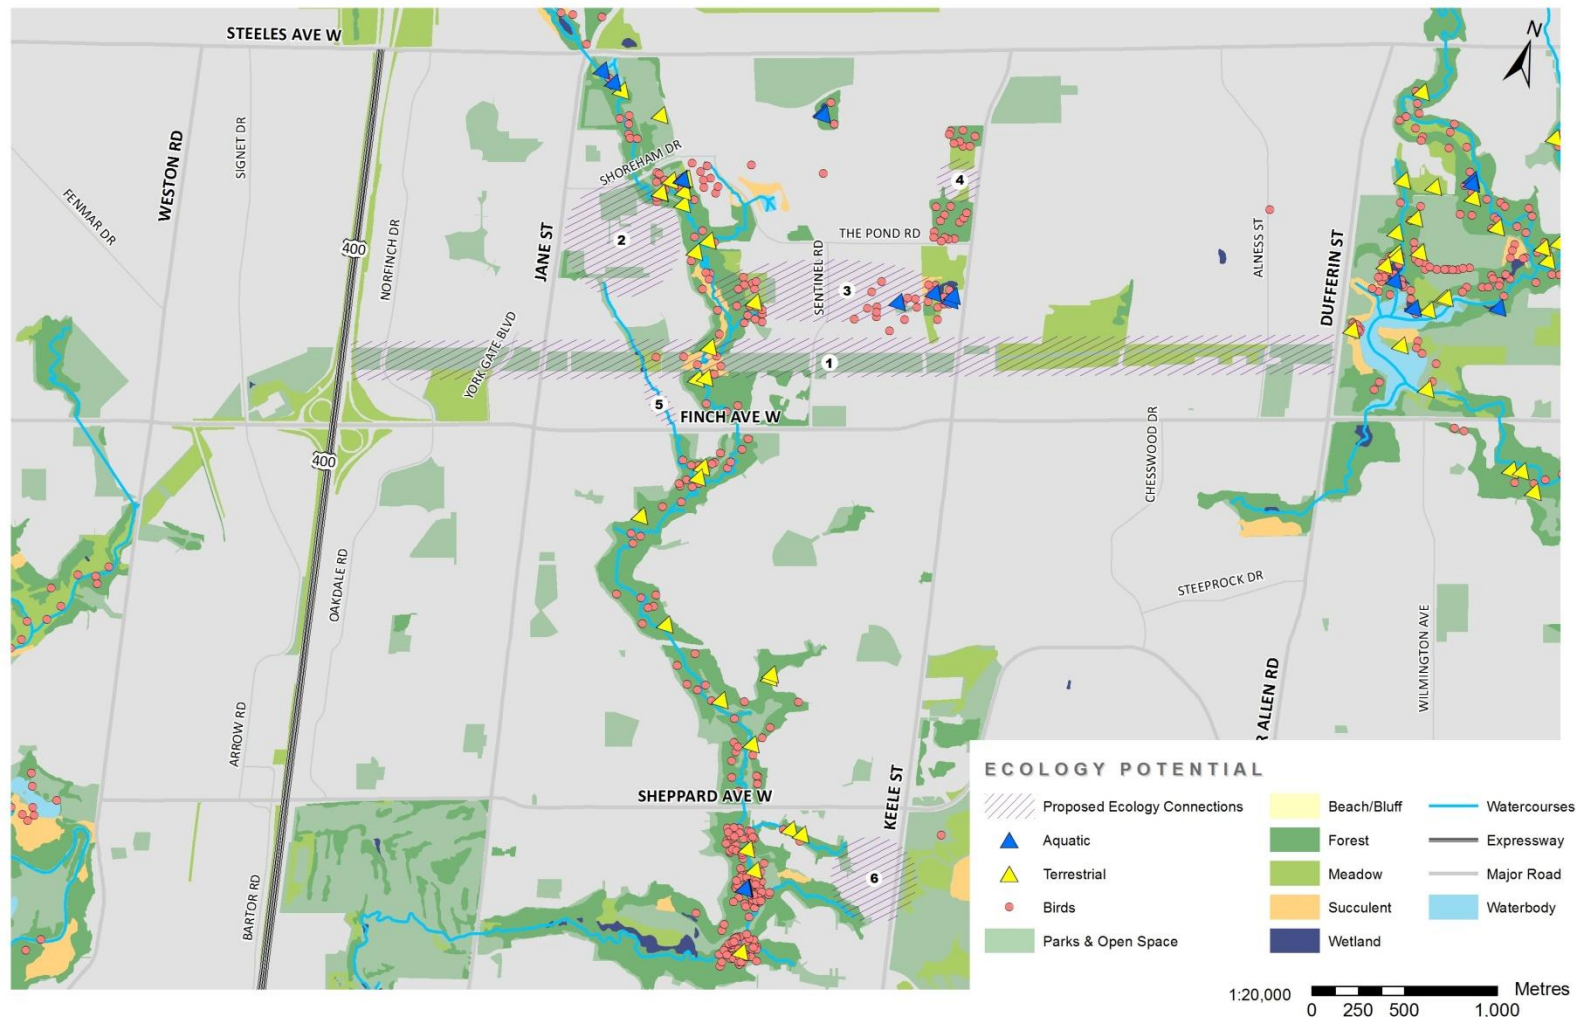 STEELES AVE W
N
WESTON RD
SIGNET DR
SHOREHAM DR
FENMAR DR
4
2
THE POND RD
400
NORFINCH DR
JANE ST
SENTINEL RD
ALNESS ST
DUFFERIN ST
3
YORK GATE BLVD
1
5
FINCH AVE W
400
CHESSWOOD DR
OAKDALE RD
STEEPROCK DR
WILMINGTON AVE
ARROW RD
R ALLEN RD
SHEPPARD AVE W
KEELE ST
6
BARTOR RD
ECOLOGY POTENTIAL
Proposed Ecology Connections
Aquatic
Terrestrial
Birds
Parks & Open Space
Beach/Bluff
Forest
Meadow
Succulent
Wetland
Watercourses
Expressway
Major Road
Waterbody
1:20,000
Metres
0 250 500 1,000